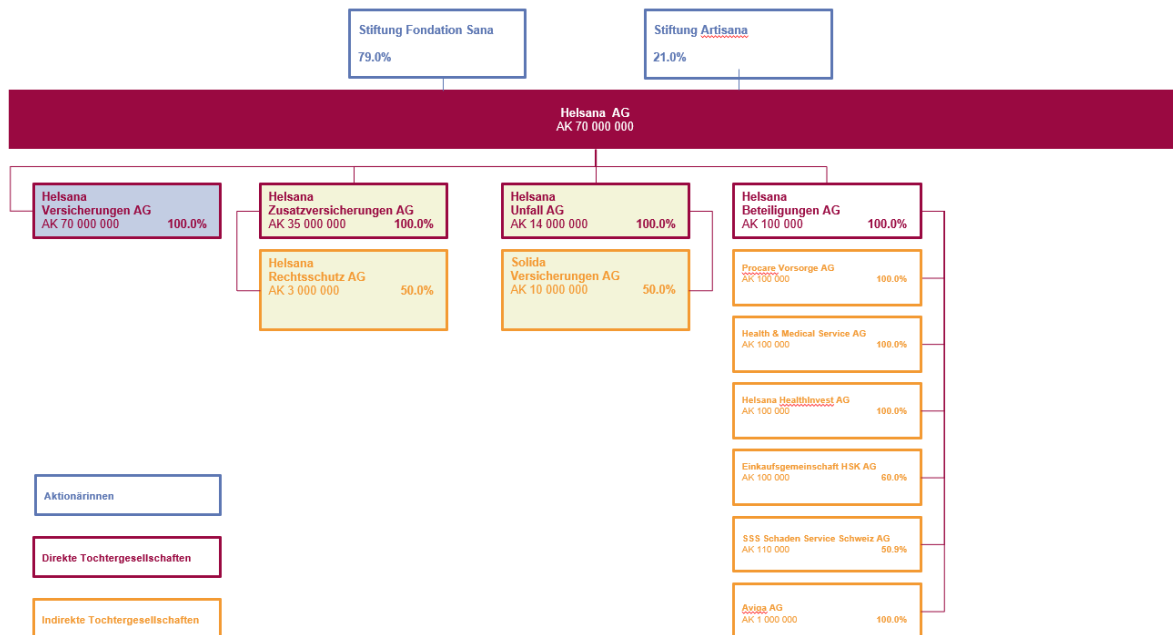 Stiftung Fondation Sana
79.0%
Stiftung Artisana
21.0%
Helsana AG
AK 70 000 000
Helsana
Versicherungen AG
AK 70 000 000 100.0%
Helsana
Zusatzversicherungen AG
AK 35 000 000 100.0%
Helsana
Unfall AG
AK 14 000 000 100.0%
Helsana
Beteiligungen AG
AK 100 000 100.0%
Helsana
Rechtsschutz AG
AK 3 000 000 50.0%
Solida
Versicherungen AG
AK 10 000 000 50.0%
Procare Vorsorge AG
AK 100 000 100.0%
Health & Medical Service AG
AK 100 000 100.0%
Helsana HealthInvest AG
AK 100 000 100.0%
Einkaufsgemeinschaft HSK AG
AK 100 000 60.0%
SSS Schaden Service Schweiz AG
AK 110 000 50.9%
Aviga AG
AK 1 000 000 100.0%
Aktionärinnen
Direkte Tochtergesellschaften
Indirekte Tochtergesellschaften